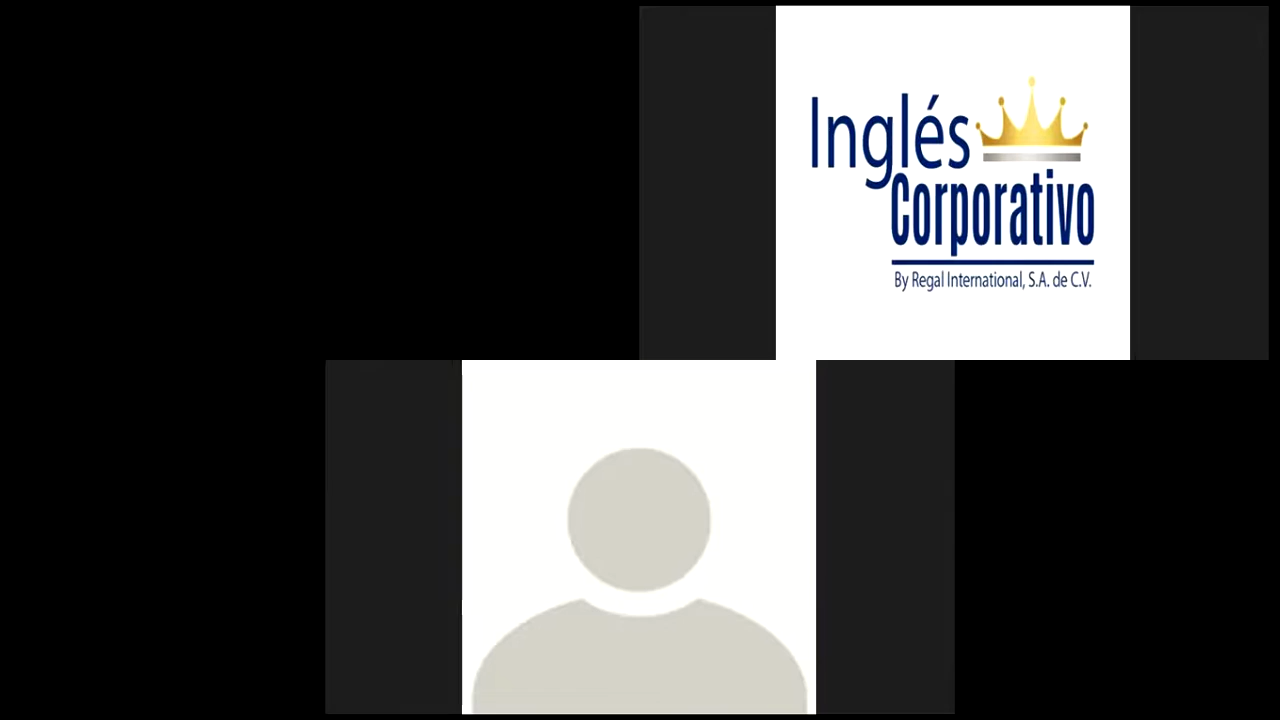 Inglés
Corporativo
By Regal International, S.A. de C.V.